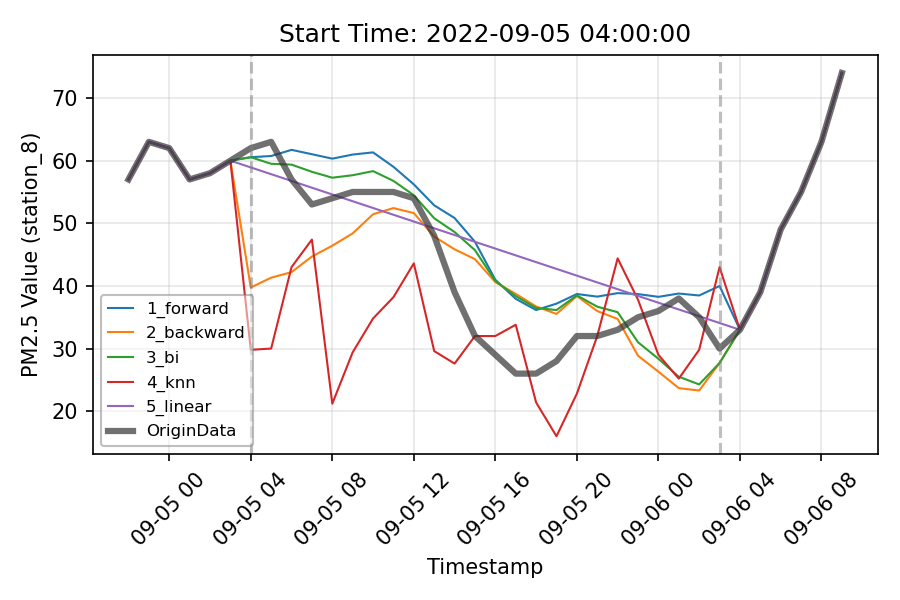 Start Time: 2022-09-05 04:00:00
PM2.5 Value (station_8)
70
60
50
40
30
20
1_forward
2_backward
3_bi
4_knn
5_linear
OriginData
09-05 00
09-05 04
09-05 08
09-05 12
09-05 16
09-05 20
09-06 00
09-06 04
09-06 08
Timestamp